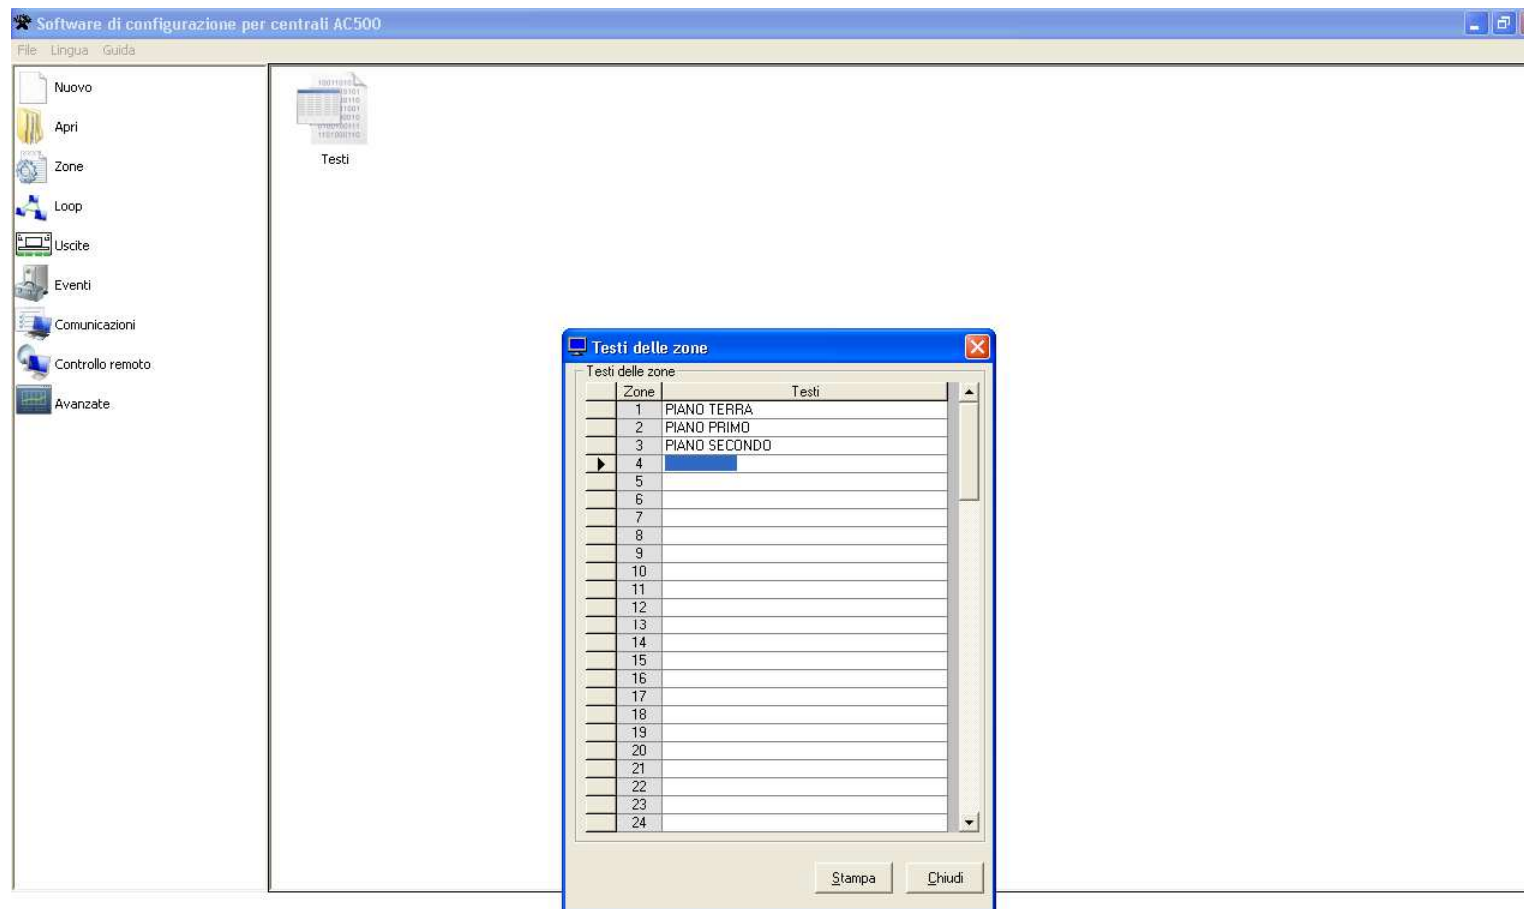 Software di configurazione per centrali AC500
File Lingua Guida
Nuovo
Apri
Zone
Loop
Uscite
Eventi
Comunicazioni
Controllo remoto
Avanzate
Testi
Testi delle zone
Testi delle zone
Zone Testi
1 PIANO TERRA
2 PIANO PRIMO
3 PIANO SECONDO
4
5
6
7
8
9
10
11
12
13
14
15
16
17
18
19
20
21
22
23
24
Stampa Chiudi